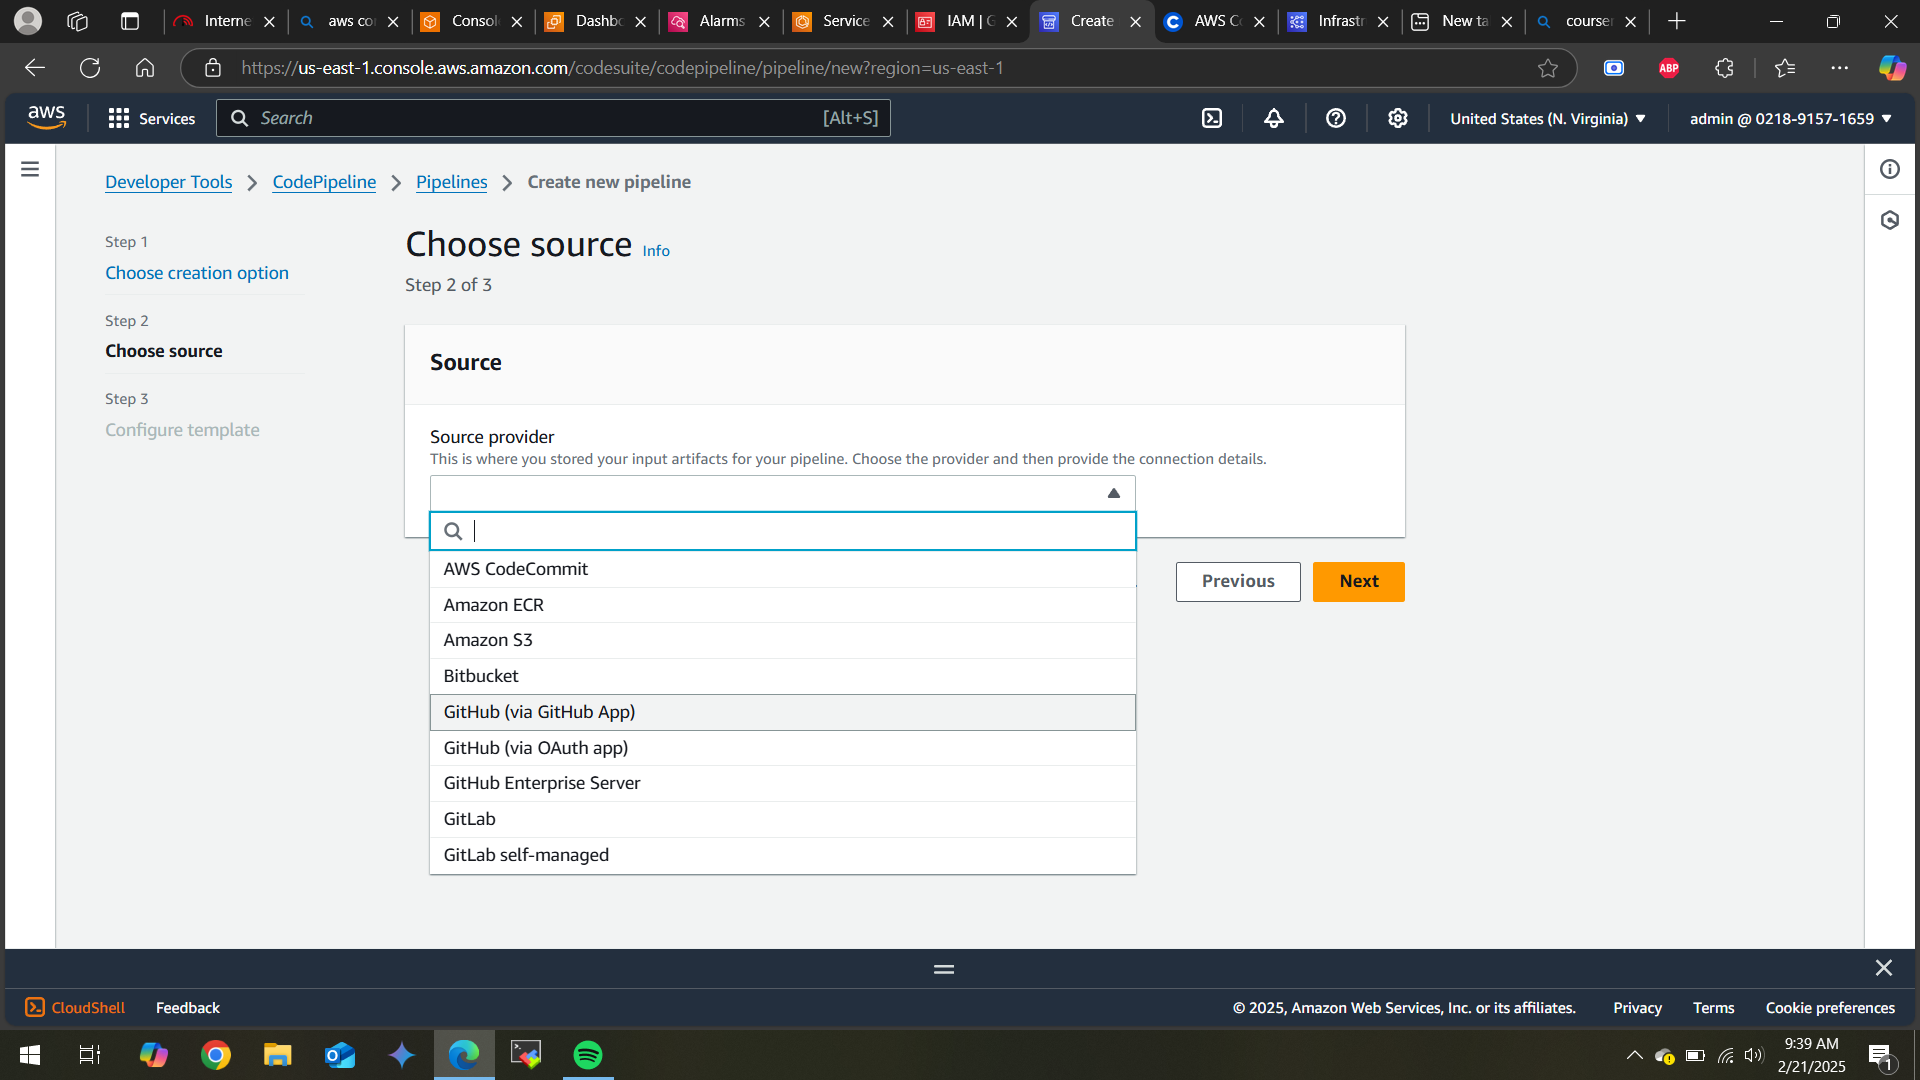 Interne
aws co
Consol
Dashbo
Alarms
Service
IAM | G
Create
AWS C
Infrastr
New ta
courser
https://us-east-1.console.aws.amazon.com/codesuite/codepipeline/pipeline/new?region=us-east-1
ABP
aws
Services
Search
[Alt+S]
United States (N. Virginia)
admin @ 0218-9157-1659
Developer Tools
CodePipeline
Pipelines
Create new pipeline
Step 1
Choose creation option
Step 2
Choose source
Step 3
Configure template
Choose source Info
Step 2 of 3
Source
Source provider
This is where you stored your input artifacts for your pipeline. Choose the provider and then provide the connection details.
AWS CodeCommit
Amazon ECR
Amazon S3
Bitbucket
GitHub (via GitHub App)
GitHub (via OAuth app)
GitHub Enterprise Server
GitLab
GitLab self-managed
Previous
Next
CloudShell
Feedback
© 2025, Amazon Web Services, Inc. or its affiliates.
Privacy
Terms
Cookie preferences
9:39 AM
2/21/2025
1